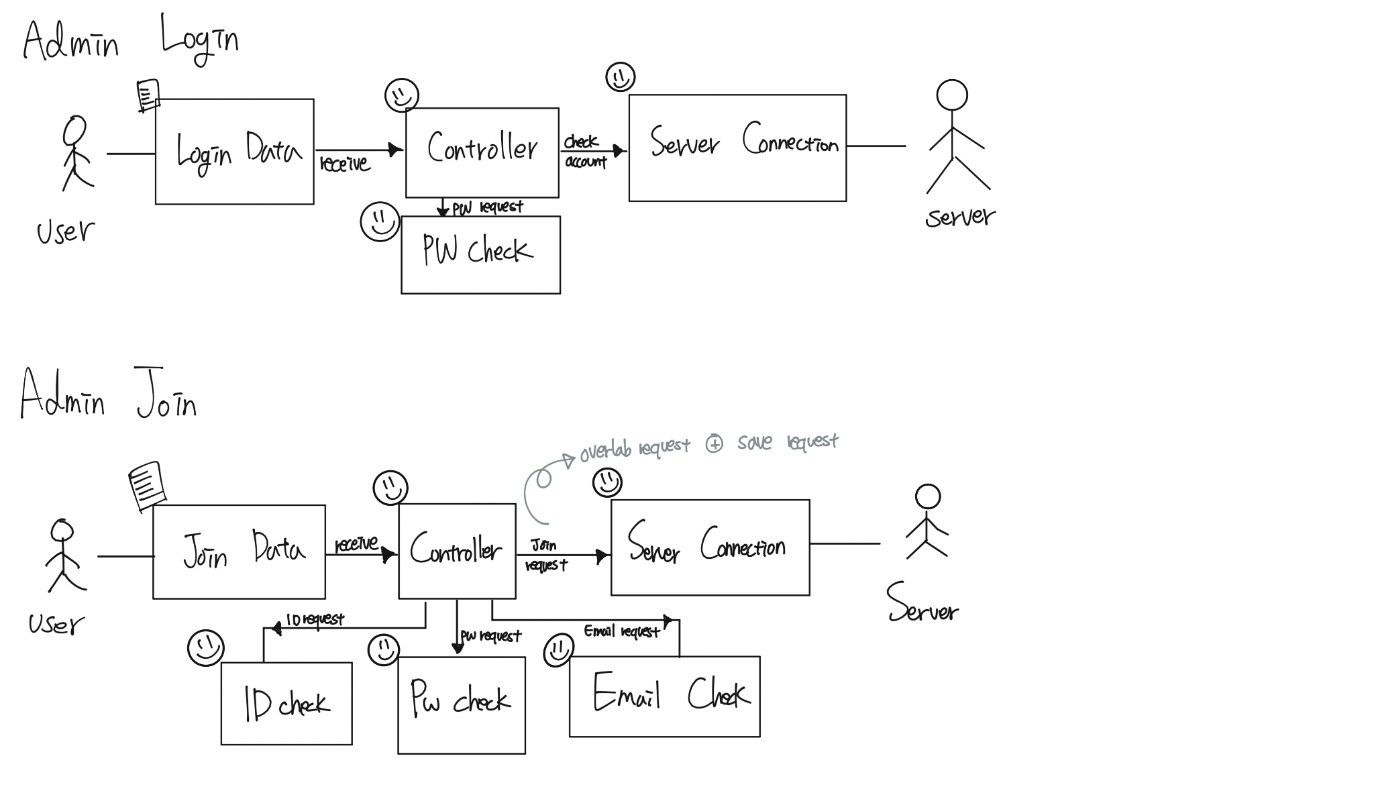 Admin Login
Login Data
receive
Controller
check
account
Server Connection
user
PW request
PW check
server
Admin Join
overlab request + save request
Join Data
receive
Controller
Join
request
Server Connection
user
Server
ID request
PW request
Email request
ID check
Pw check
Email Check